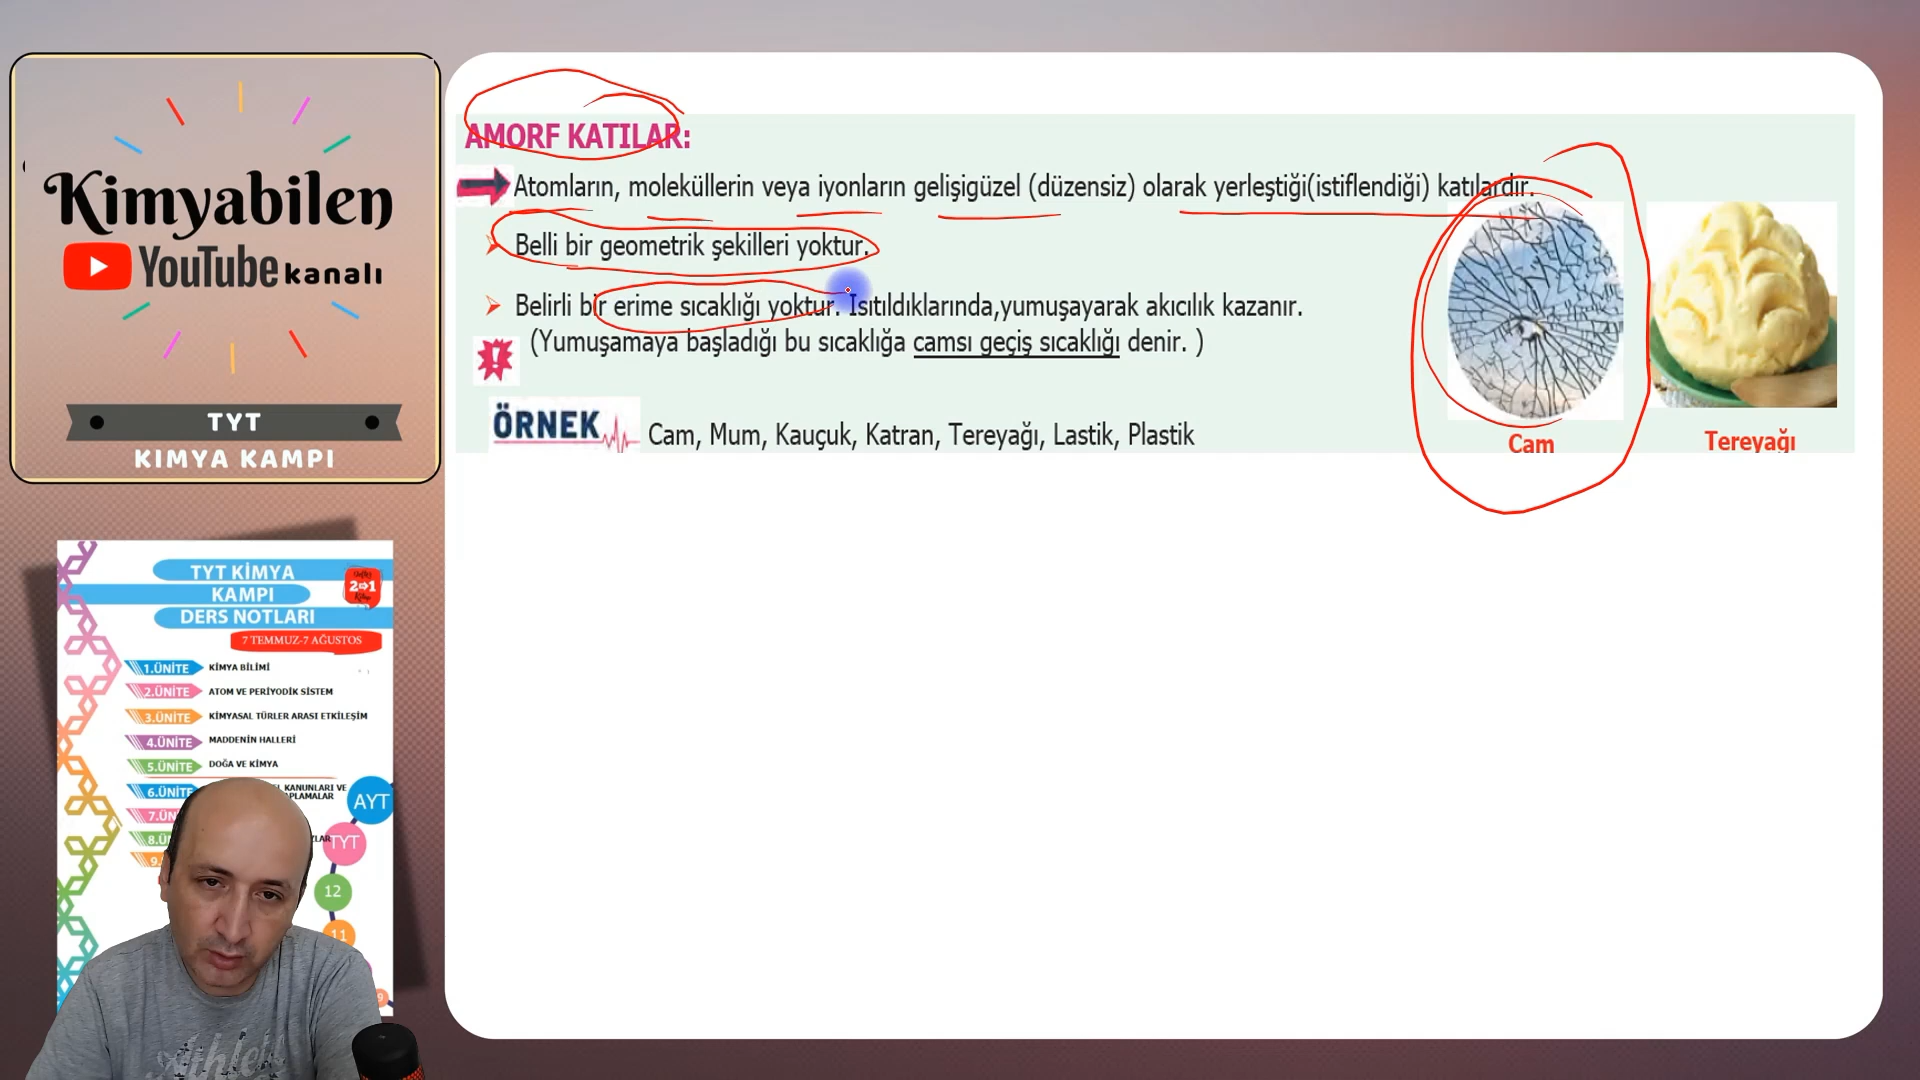 Kimyabilen
YouTube kanalı
TYT
KIMYA KAMPI
TYT KİMYA
KAMPI
DERS NOTLARI
2⇨1
7 TEMMUZ-7 AĞUSTOS
1.ÜNİTE KİMYA BİLİMİ
2.ÜNİTE ATOM VE PERİYODİK SİSTEM
3.ÜNİTE KİMYASAL TÜRLER ARASI ETKİLEŞİM
4.ÜNİTE MADDENİN HALLERİ
5.ÜNİTE DOĞA VE KİMYA
6.ÜNİTE KANUNLARI VE
AYT
TYT
12
11
AMORF KATILAR:
Atomların, moleküllerin veya iyonların gelişigüzel (düzensiz) olarak yerleştiği(istiflendiği) katılardır.
Belli bir geometrik şekilleri yoktur.
Belirli bir erime sıcaklığı yoktur. Isıtıldıklarında,yumuşayarak akıcılık kazanır.
(Yumuşamaya başladığı bu sıcaklığa camsı geçiş sıcaklığı denir. )
ÖRNEK Cam, Mum, Kauçuk, Katran, Tereyağı, Lastik, Plastik
Cam
Tereyağı